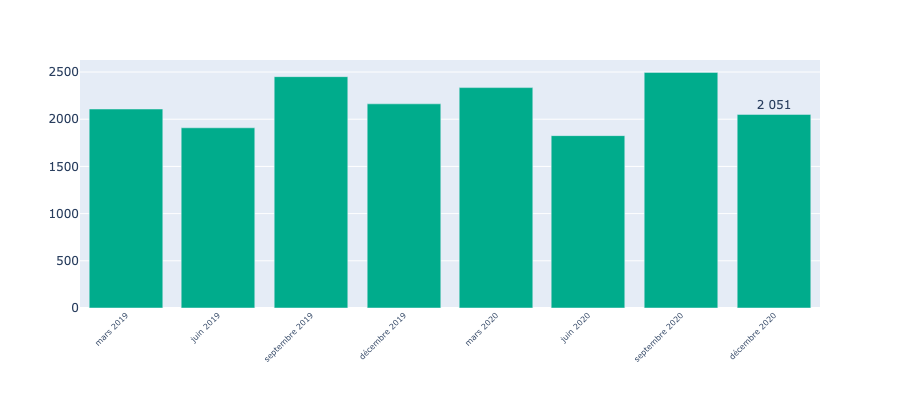 2500
2000
1500
1000
500
0
2 051
mars 2019
juin 2019
septembre 2019
décembre 2019
mars 2020
juin 2020
septembre 2020
décembre 2020